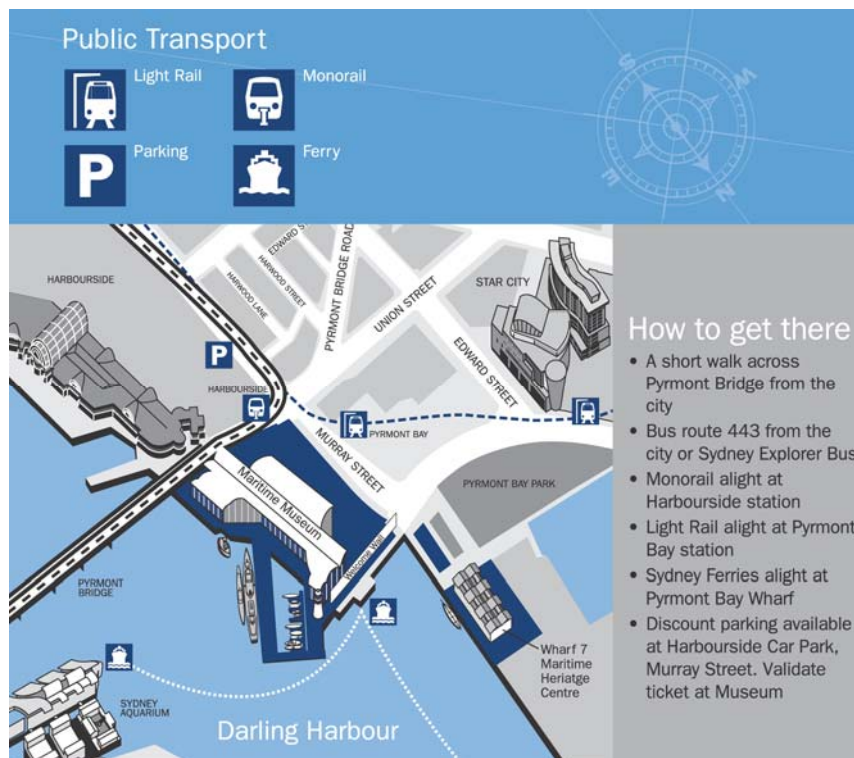 Public Transport
Light Rail
Monorail
Parking
Ferry
S
W
E
N
HARBOURSIDE
EDWARD S
HARWOOD STREET
HARWOOD LANE
PYRMONT BRIDGE ROAD
UNION STREET
STAR CITY
EDWARD STREET
P
HARBOURSIDE
PYRMONT BAY
MURRAY STREET
PYRMONT BAY PARK
Maritime Museum
Welcome Wall
PYRMONT
BRIDGE
Wharf 7
Maritime
Heriatge
Centre
SYDNEY
AQUARIUM
Darling Harbour
How to get there
• A short walk across
Pyrmont Bridge from the
city
• Bus route 443 from the
city or Sydney Explorer Bus
• Monorail alight at
Harbourside station
• Light Rail alight at Pyrmont
Bay station
• Sydney Ferries alight at
Pyrmont Bay Wharf
• Discount parking available
at Harbourside Car Park,
Murray Street. Validate
ticket at Museum
P